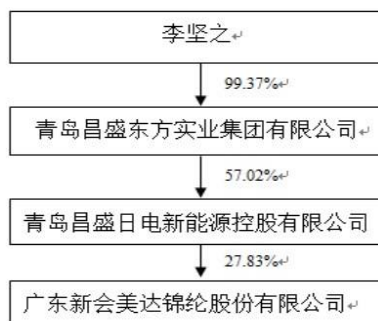 李坚之
99.37%
青岛昌盛东方实业集团有限公司
57.02%
青岛昌盛日电新能源控股有限公司
27.83%
广东新会美达锦纶股份有限公司